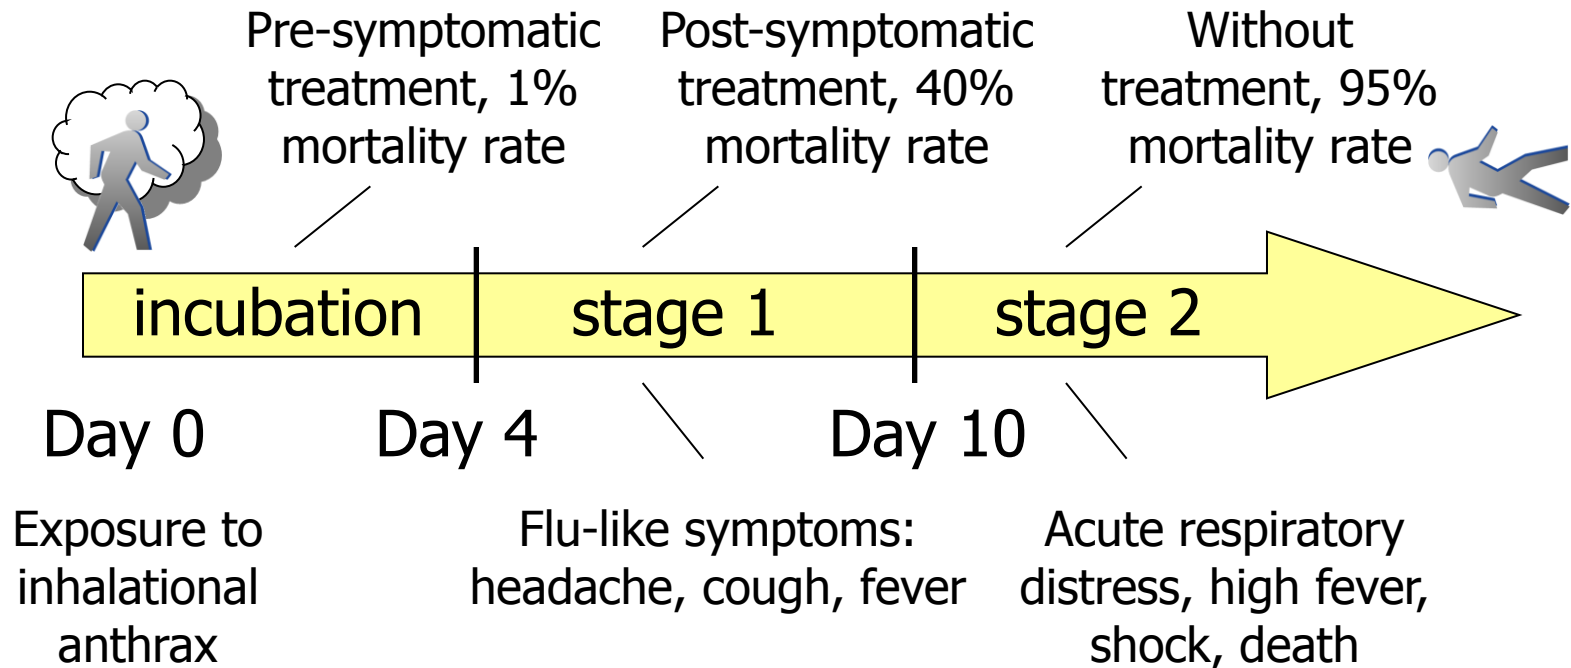 Pre-symptomatic
treatment, 1%
mortality rate
Post-symptomatic
treatment, 40%
mortality rate
Without
treatment, 95%
mortality rate
incubation
stage 1
stage 2
Day 0
Day 4
Day 10
Exposure to
inhalational
anthrax
Flu-like symptoms:
headache, cough, fever
Acute respiratory
distress, high fever,
shock, death